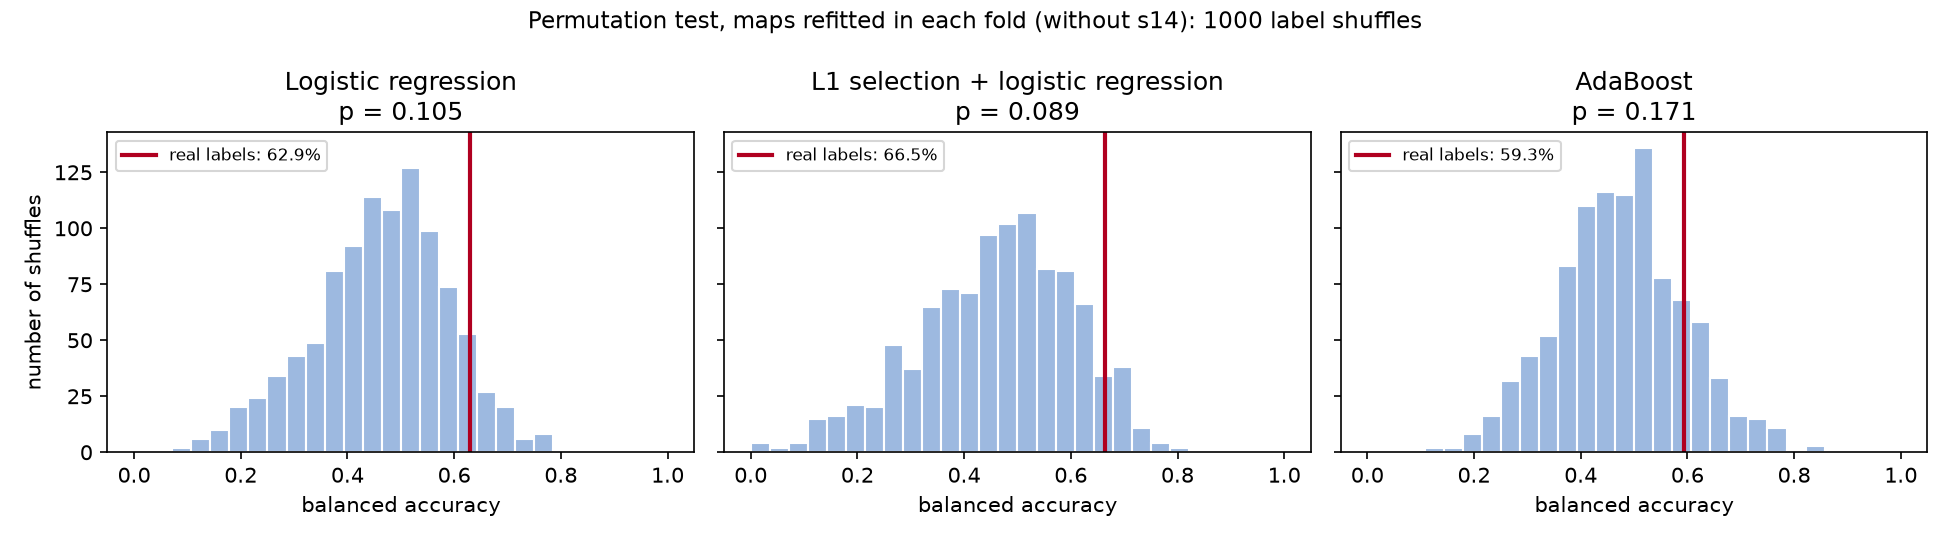 Permutation test, maps refitted in each fold (without s14): 1000 label shuffles
Logistic regression
p = 0.105
real labels: 62.9%
number of shuffles
125
100
75
50
25
0
0.0 0.2 0.4 0.6 0.8 1.0
balanced accuracy
L1 selection + logistic regression
p = 0.089
real labels: 66.5%
0.0 0.2 0.4 0.6 0.8 1.0
balanced accuracy
AdaBoost
p = 0.171
real labels: 59.3%
0.0 0.2 0.4 0.6 0.8 1.0
balanced accuracy